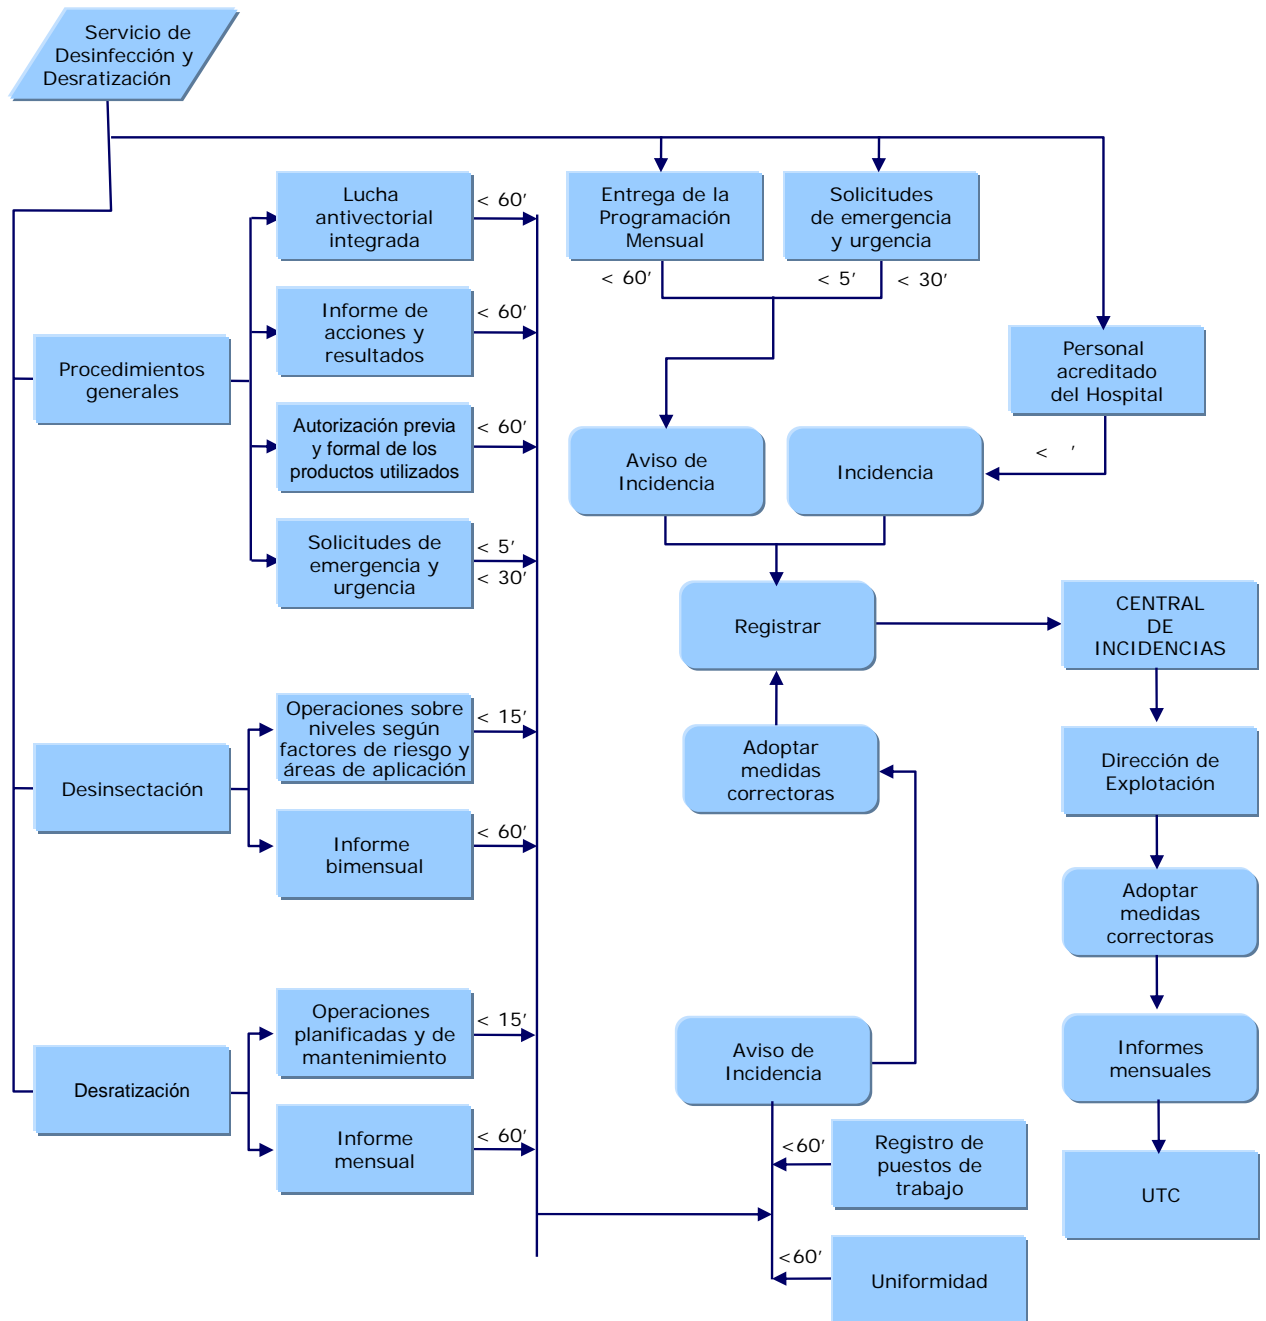 Servicio de
Desinfección y
Desratización
Lucha
antivectorial
integrada
< 60’
Entrega de la
Programación
Mensual
< 60’
Solicitudes
de emergencia
y urgencia
< 5’
< 30’
Informe de
acciones y
resultados
< 60’
Procedimientos
generales
Personal
acreditado
del Hospital
< ’
Autorización previa
y formal de los
productos utilizados
< 60’
Aviso de
Incidencia
Incidencia
Solicitudes de
emergencia y
urgencia
< 5’
< 30’
Registrar
CENTRAL
DE
INCIDENCIAS
Operaciones sobre
niveles según
factores de riesgo y
áreas de aplicación
< 15’
Desinsectación
Adoptar
medidas
correctoras
Dirección de
Explotación
Informe
bimensual
< 60’
Adoptar
medidas
correctoras
Operaciones
planificadas y de
mantenimiento
< 15’
Desratización
Aviso de
Incidencia
Informes
mensuales
Informe
mensual
< 60’
<60’
Registro de
puestos de
trabajo
UTC
<60’
Uniformidad